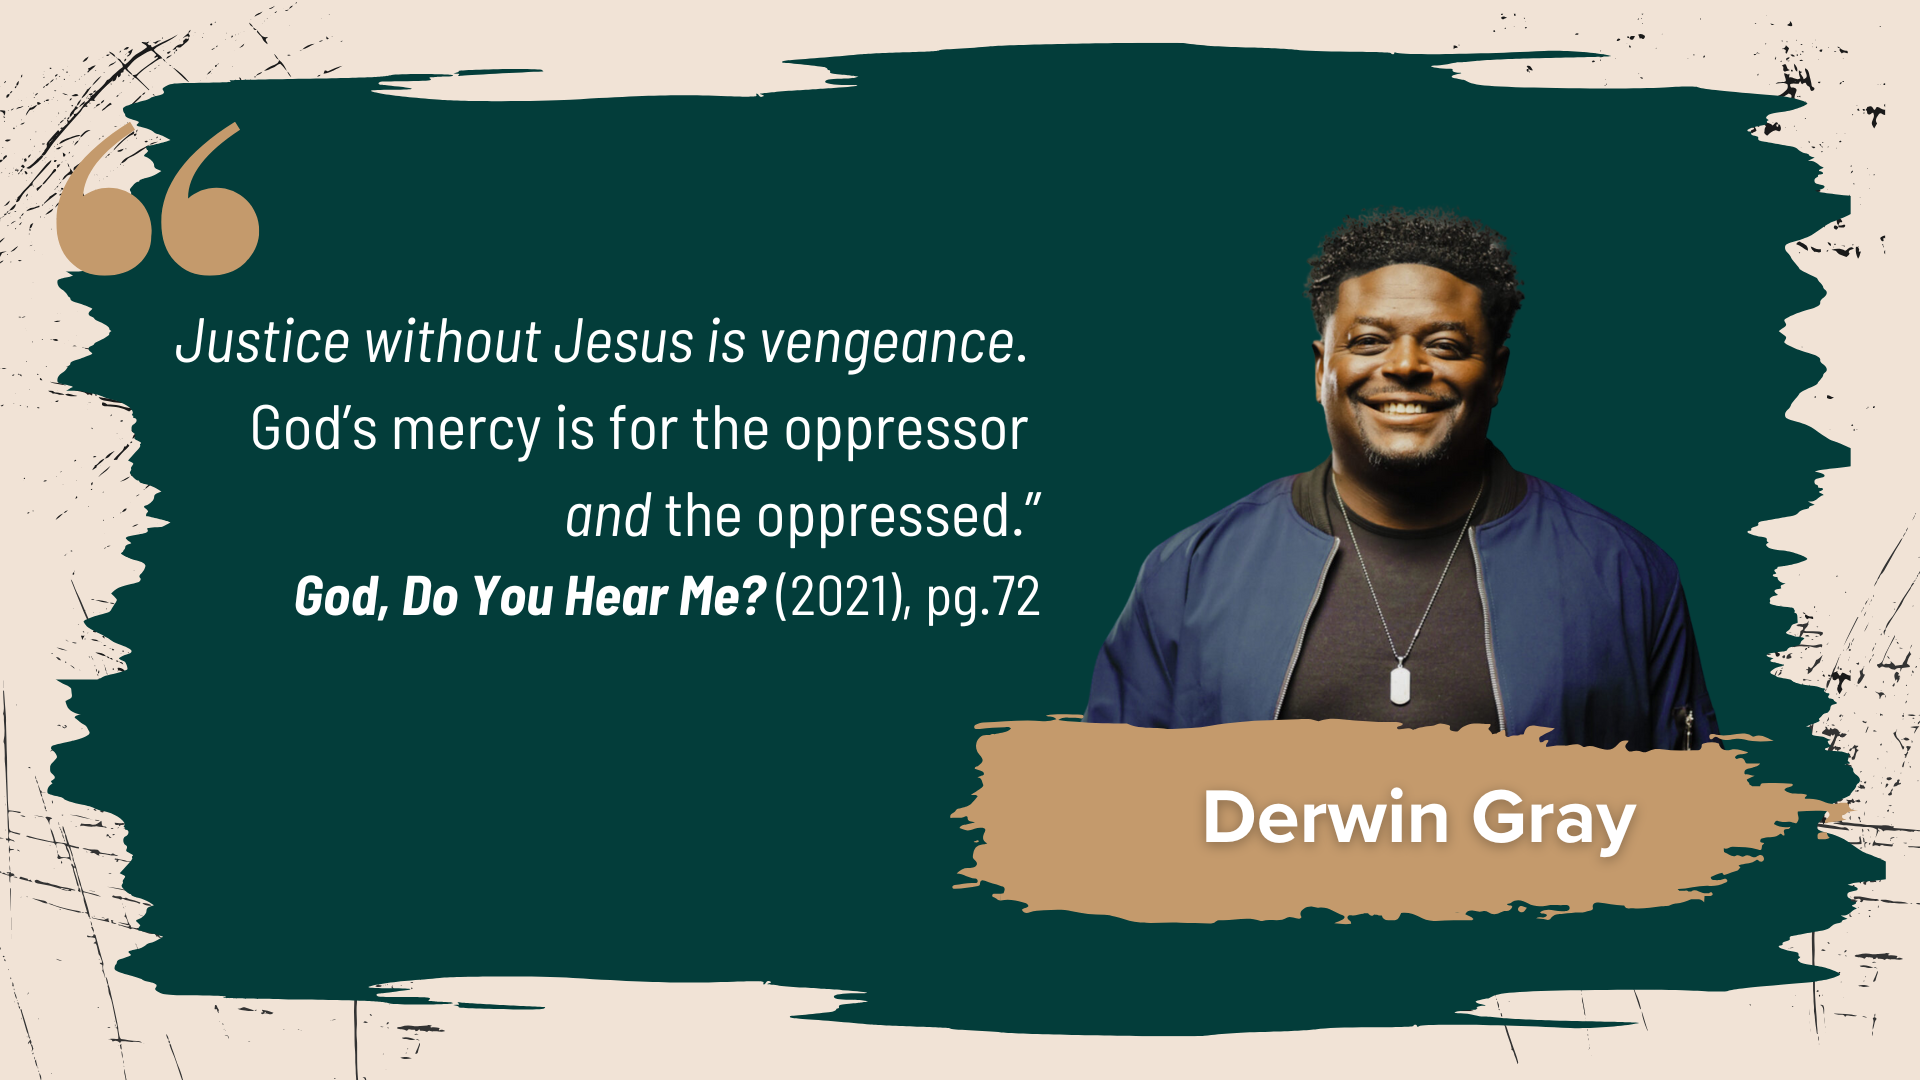 “
Justice without Jesus is vengeance.
God’s mercy is for the oppressor
and the oppressed.”
God, Do You Hear Me? (2021), pg.72
Derwin Gray